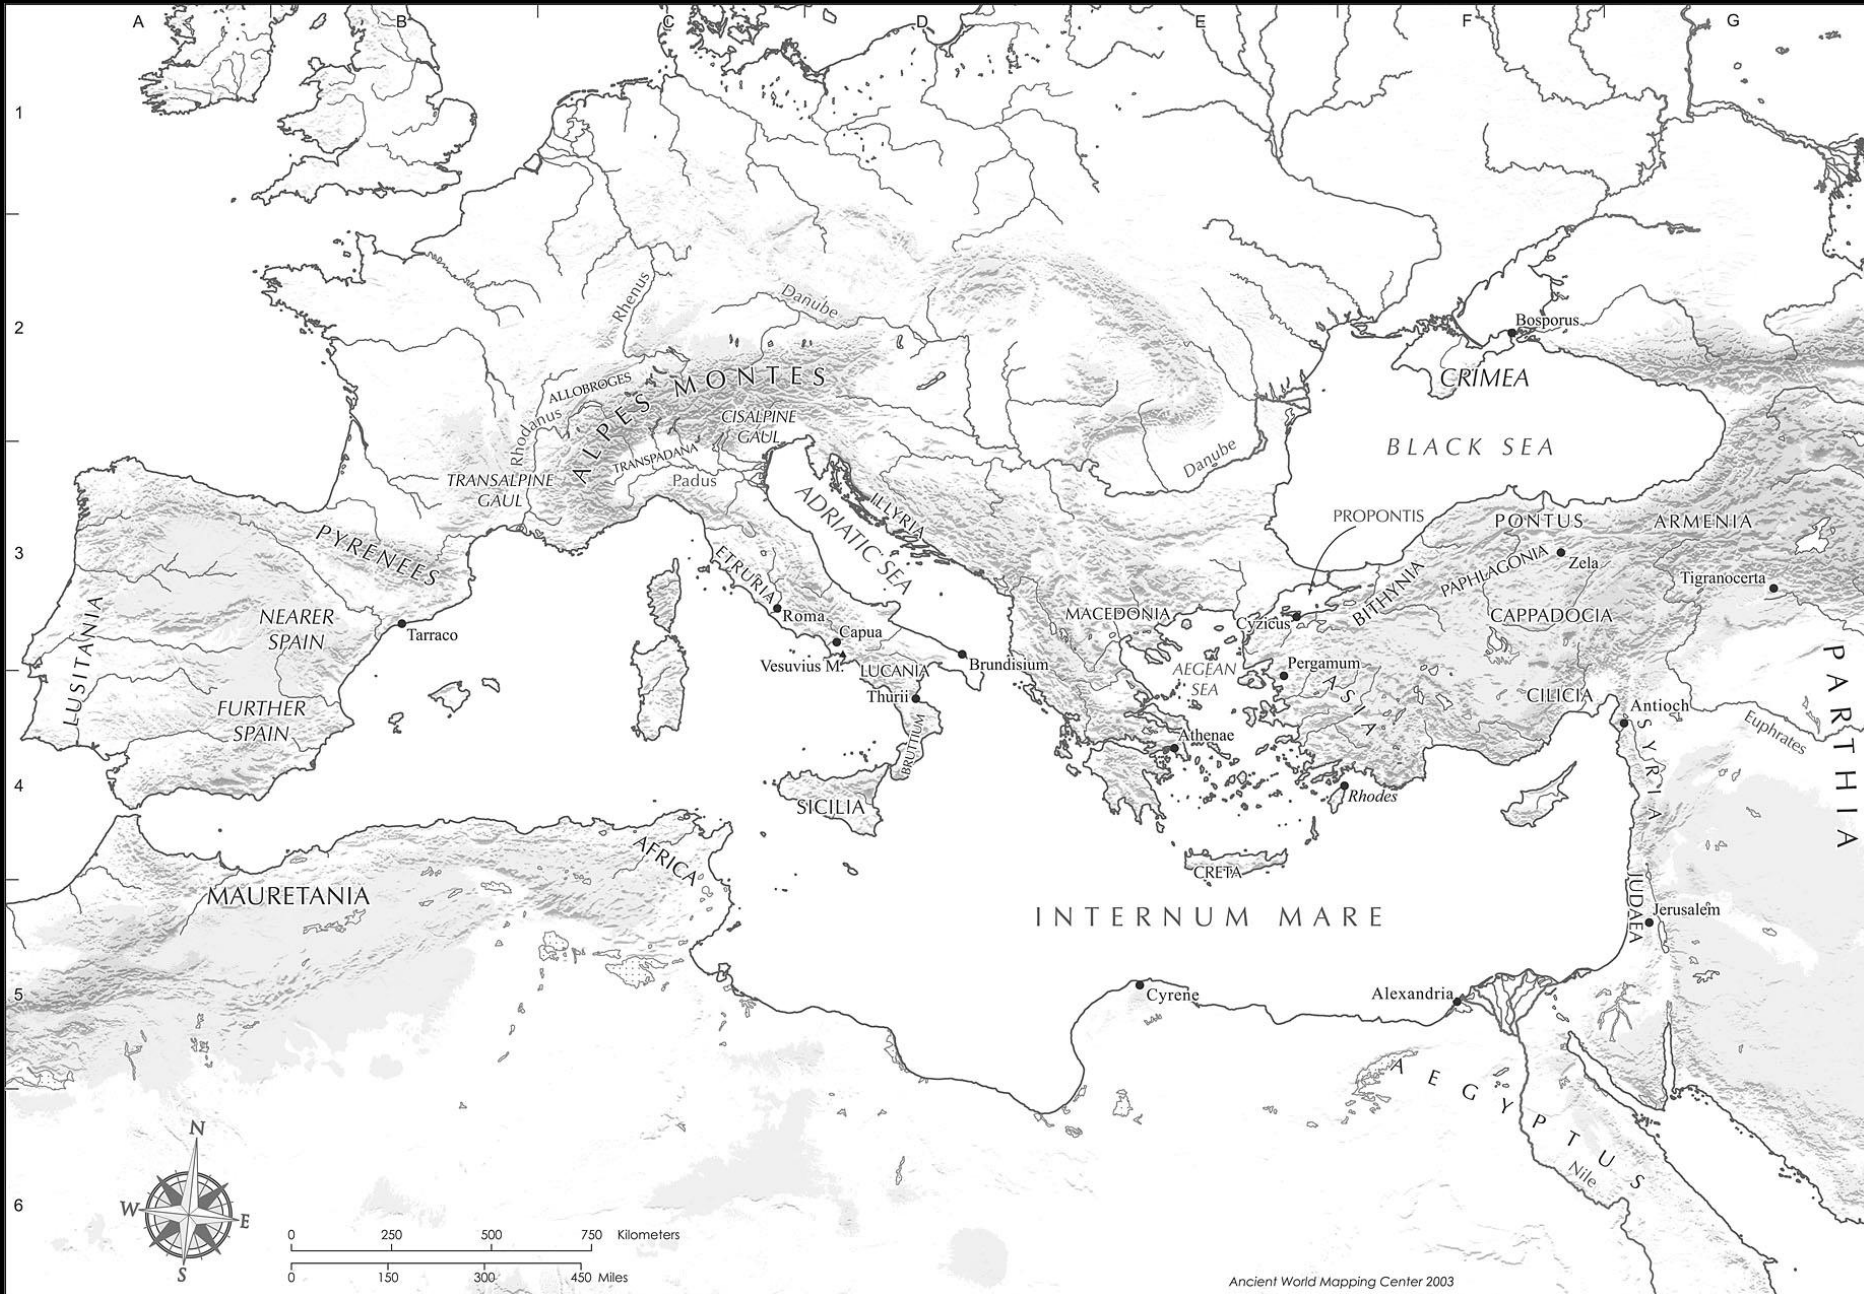 A
B
C
D
E
F
G
1
2
3
4
5
6
Rhenus
Danube
ALLOBROGES
ALPES MONTES
CISALPINE
GAUL
Rhodanus
TRANSPADANA
Padus
TRANSALPINE
GAUL
Danube
Bosporus
CRIMEA
BLACK SEA
PYRENEES
ADRIATIC SEA
ILLYRIA
ETRURIA
PROPONTIS
PONTUS
ARMENIA
PAPHLAGONIA
Zela
Tigranocerta
BITHYNIA
CAPPADOCIA
LUSITANIA
NEARER
SPAIN
Tarraco
Roma
Capua
Vesuvius M.
LUCANIA
Brundisium
Thurii
BRUTTIUM
MACEDONIA
Cyzicus
AEGEAN
SEA
Pergamum
ASIA
CILICIA
Antioch
PARTHIA
FURTHER
SPAIN
Athenae
Euphrates
SYRIA
Rhodes
SICILIA
AFRICA
CRETA
MAURETANIA
INTERNUM MARE
JUDAEA
Jerusalem
Cyrene
Alexandria
AEGYPTUS
Nile
N
W
E
S
0 250 500 750 Kilometers
0 150 300 450 Miles
Ancient World Mapping Center 2003